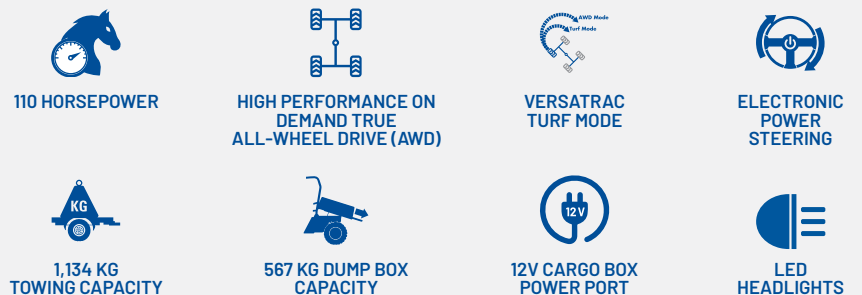 AWD Mode
Turf Mode
110 HORSEPOWER
HIGH PERFORMANCE ON
DEMAND TRUE
ALL-WHEEL DRIVE (AWD)
VERSATRAC
TURF MODE
ELECTRONIC
POWER
STEERING
KG
12V
1,134 KG
TOWING CAPACITY
567 KG DUMP BOX
CAPACITY
12V CARGO BOX
POWER PORT
LED
HEADLIGHTS